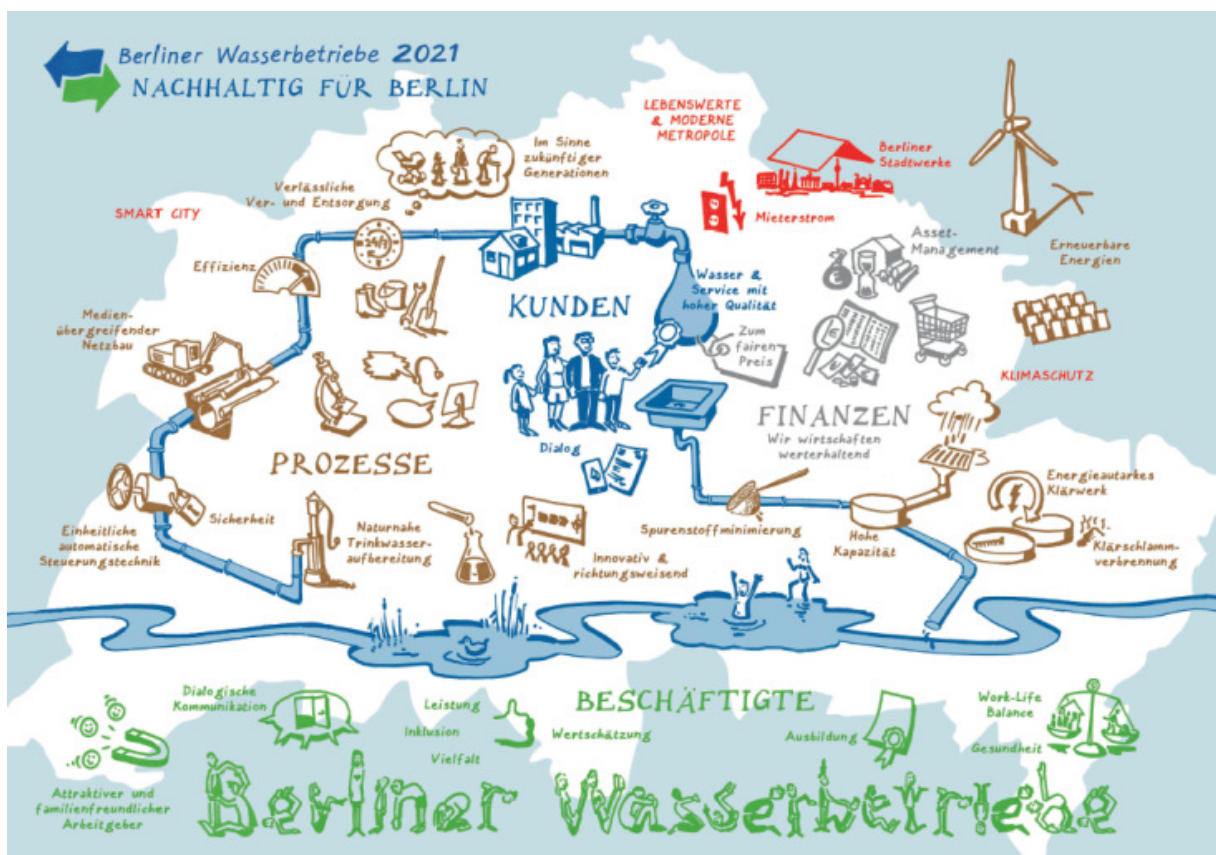 Berliner Wasserbetriebe 2021
NACHHALTIG FÜR BERLIN
LEBENSWERTE
& MODERNE
METROPOLE
Berliner
Stadtwerke
Mieterstrom
Im Sinne
zukünftiger
Generationen
Verlässliche
Ver- und Entsorgung
24/7
SMART CITY
Effizienz
Medien-
übergreifender
Netzbau
KUNDEN
Wasser &
Service mit
hoher Qualität
Zum
fairen
Preis
Asset-
Management
Erneuerbare
Energien
KLIMASCHUTZ
FINANZEN
Wir wirtschaften
werterhaltend
Dialog
PROZESSE
Sicherheit
Einheitliche
automatische
Steuerungstechnik
Naturnahe
Trinkwasser-
aufbereitung
Innovativ &
richtungsweisend
Spurenstoffminimierung
Hohe
Kapazität
Energieautarkes
Klärwerk
Klärschlamm-
verbrennung
BESCHÄFTIGTE
Dialogische
Kommunikation
Leistung
Inklusion
Vielfalt
Wertschätzung
Ausbildung
Work-Life
Balance
Gesundheit
Attraktiver und
familienfreundlicher
Arbeitgeber
Berliner Wasserbetriebe